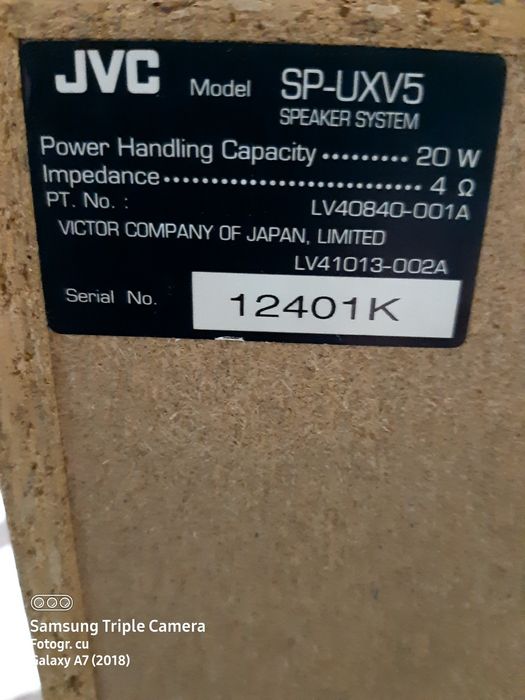 JVC Model SP-UXV5
SPEAKER SYSTEM
Power Handling Capacity ......... 20 W
Impedance ............................. 4 Ω
PT. No. :
LV40840-001A
VICTOR COMPANY OF JAPAN, LIMITED
LV41013-002A
Serial No. 12401K
Samsung Triple Camera
Fotogr. cu
Galaxy A7 (2018)